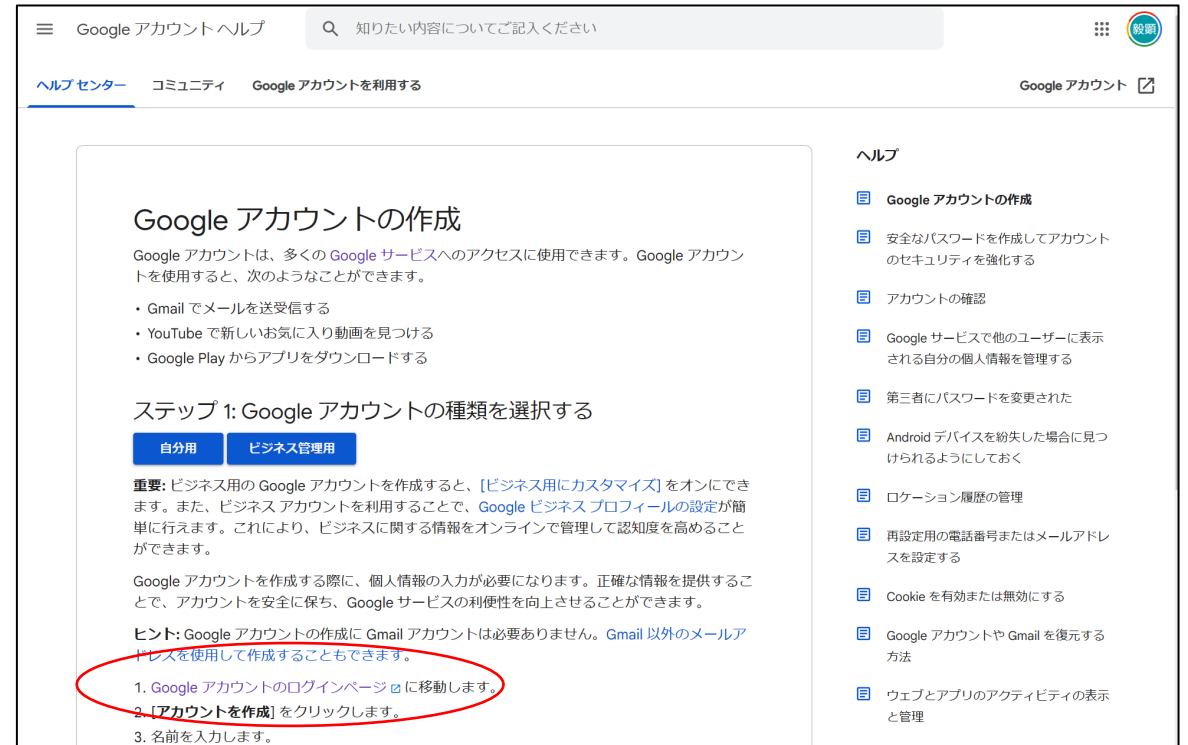 Google アカウント ヘルプ
知りたい内容についてご記入ください
毅顕
ヘルプ センター
コミュニティ
Google アカウントを利用する
Google アカウント
Google アカウントの作成
Google アカウントは、多くの Google サービスへのアクセスに使用できます。Google アカウン
トを使用すると、次のようなことができます。
• Gmail でメールを送受信する
• YouTube で新しいお気に入り動画を見つける
• Google Play からアプリをダウンロードする
ステップ 1: Google アカウントの種類を選択する
自分用
ビジネス管理用
重要: ビジネス用の Google アカウントを作成すると、[ビジネス用にカスタマイズ] をオンにでき
ます。また、ビジネス アカウントを利用することで、Google ビジネス プロフィールの設定が簡
単に行えます。これにより、ビジネスに関する情報をオンラインで管理して認知度を高めること
ができます。
Google アカウントを作成する際に、個人情報の入力が必要になります。正確な情報を提供するこ
とで、アカウントを安全に保ち、Google サービスの利便性を向上させることができます。
ヒント: Google アカウントの作成に Gmail アカウントは必要ありません。Gmail 以外のメールア
ドレスを使用して作成することもできます。
1. Google アカウントのログインページ に移動します。
2. [アカウントを作成] をクリックします。
3. 名前を入力します。
ヘルプ
Google アカウントの作成
安全なパスワードを作成してアカウント
のセキュリティを強化する
アカウントの確認
Google サービスで他のユーザーに表示
される自分の個人情報を管理する
第三者にパスワードを変更された
Android デバイスを紛失した場合に見つ
けられるようにしておく
ロケーション履歴の管理
再設定用の電話番号またはメールアドレ
スを設定する
Cookie を有効または無効にする
Google アカウントや Gmail を復元する
方法
ウェブとアプリのアクティビティの表示
と管理